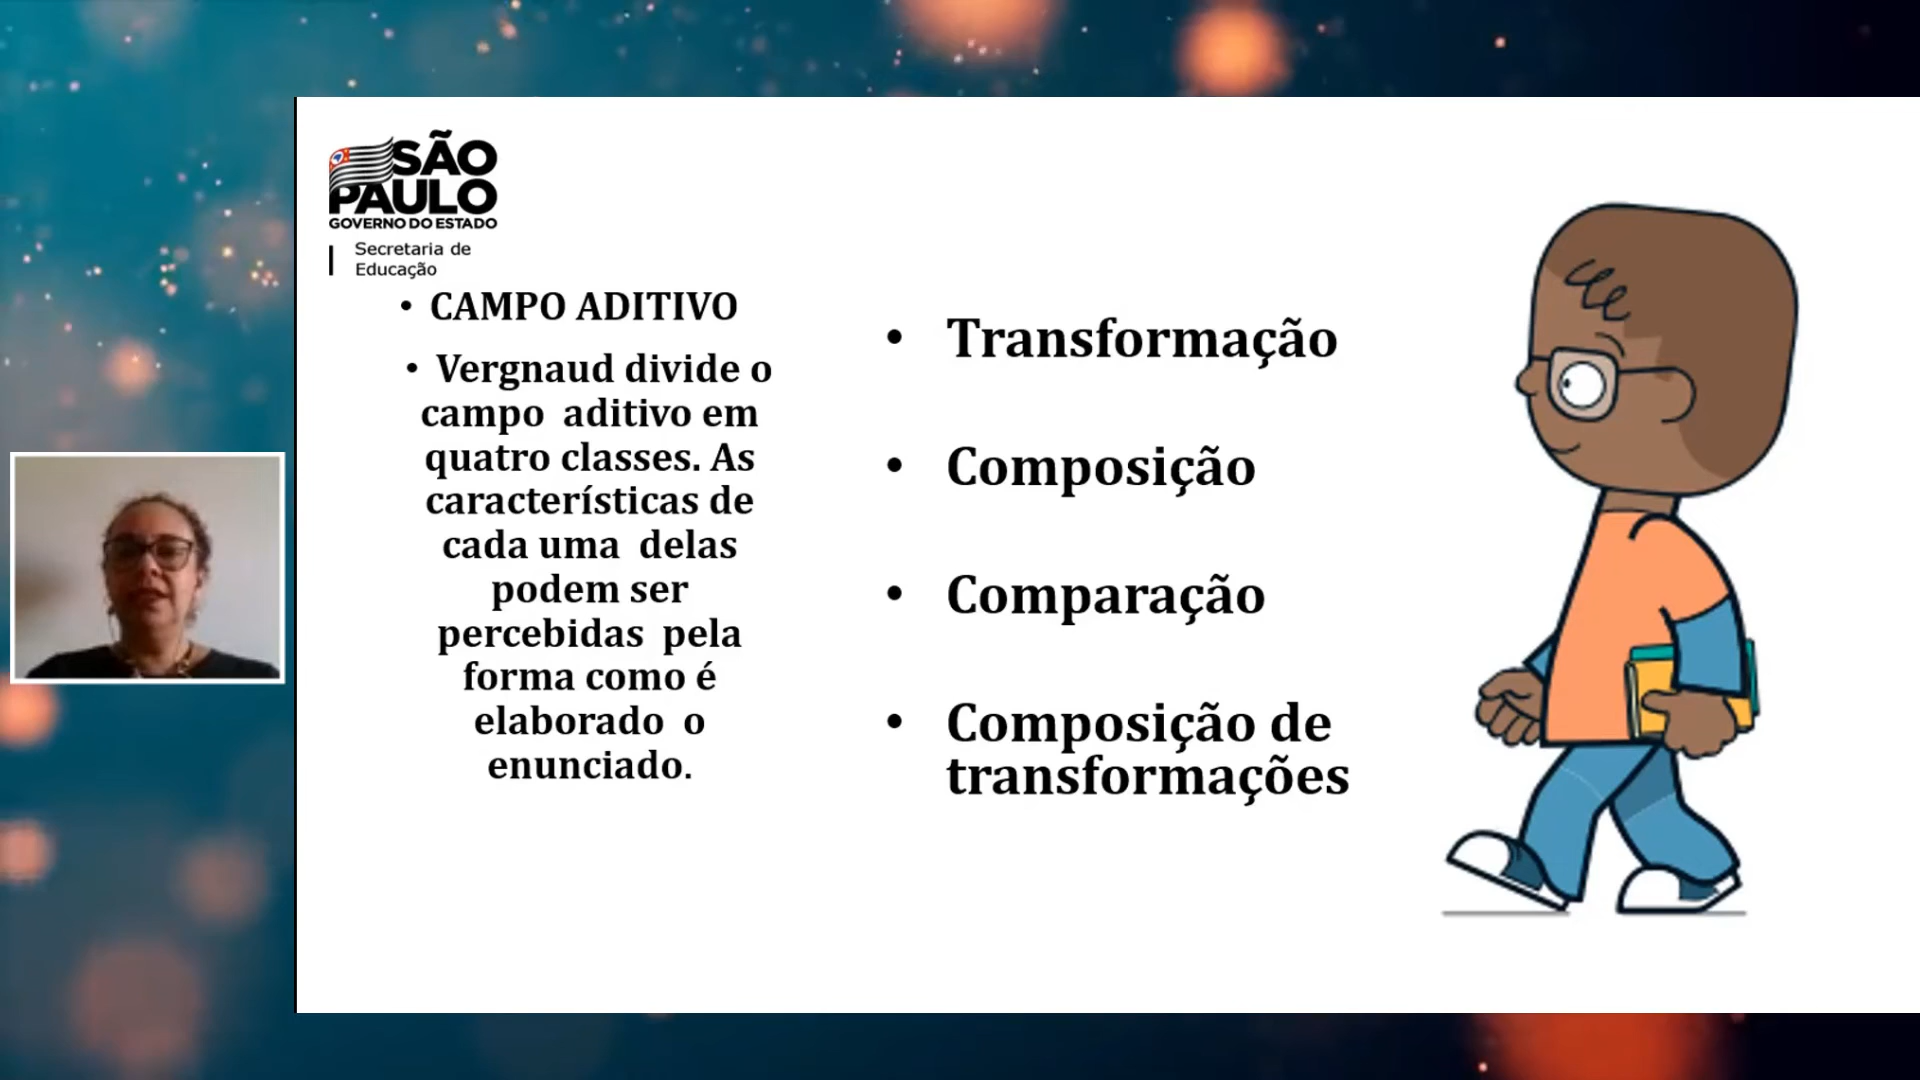 SÃO
PAULO
GOVERNO DO ESTADO
Secretaria de
Educação
• CAMPO ADITIVO
• Vergnaud divide o
campo aditivo em
quatro classes. As
características de
cada uma delas
podem ser
percebidas pela
forma como é
elaborado o
enunciado.
• Transformação
• Composição
• Comparação
• Composição de
transformações